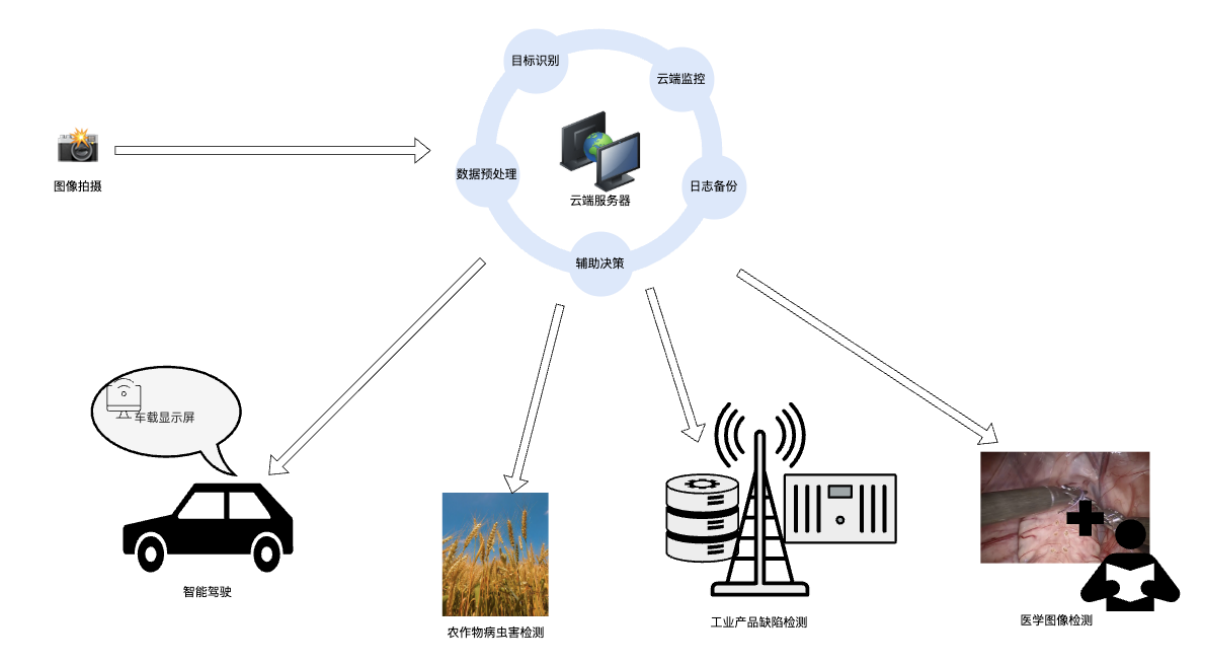 目标识别
云端监控
图像拍摄
数据预处理
云端服务器
日志备份
辅助决策
车载显示屏
智能驾驶
农作物病虫害检测
工业产品缺陷检测
医学图像检测